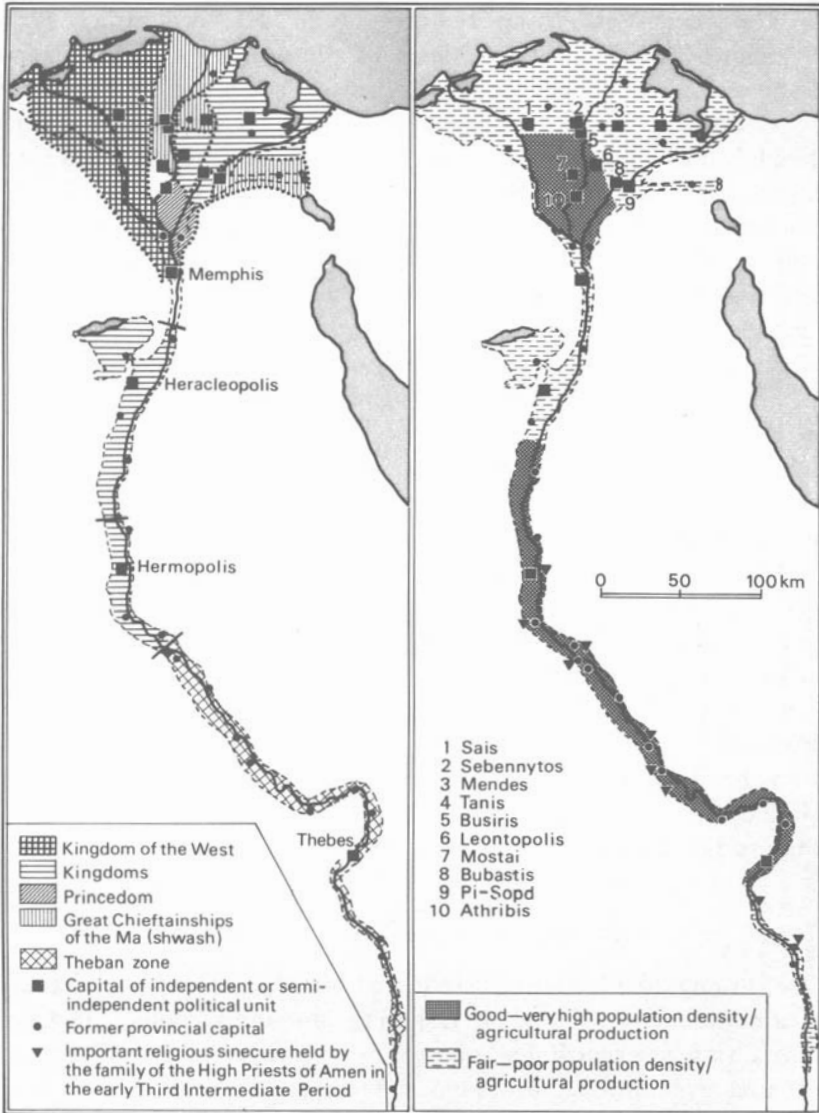 Memphis
Heracleopolis
Hermopolis
Thebes
Kingdom of the West
Kingdoms
Princedom
Great Chieftainships
of the Ma (shwash)
Theban zone
Capital of independent or semi-
independent political unit
Former provincial capital
Important religious sinecure held by
the family of the High Priests of Amen in
the early Third Intermediate Period
1
2
3
4
5
6
7
8
9
10
0 50 100 km
1 Sais
2 Sebennytos
3 Mendes
4 Tanis
5 Busiris
6 Leontopolis
7 Mostai
8 Bubastis
9 Pi-Sopd
10 Athribis
Good—very high population density/
agricultural production
Fair—poor population density/
agricultural production